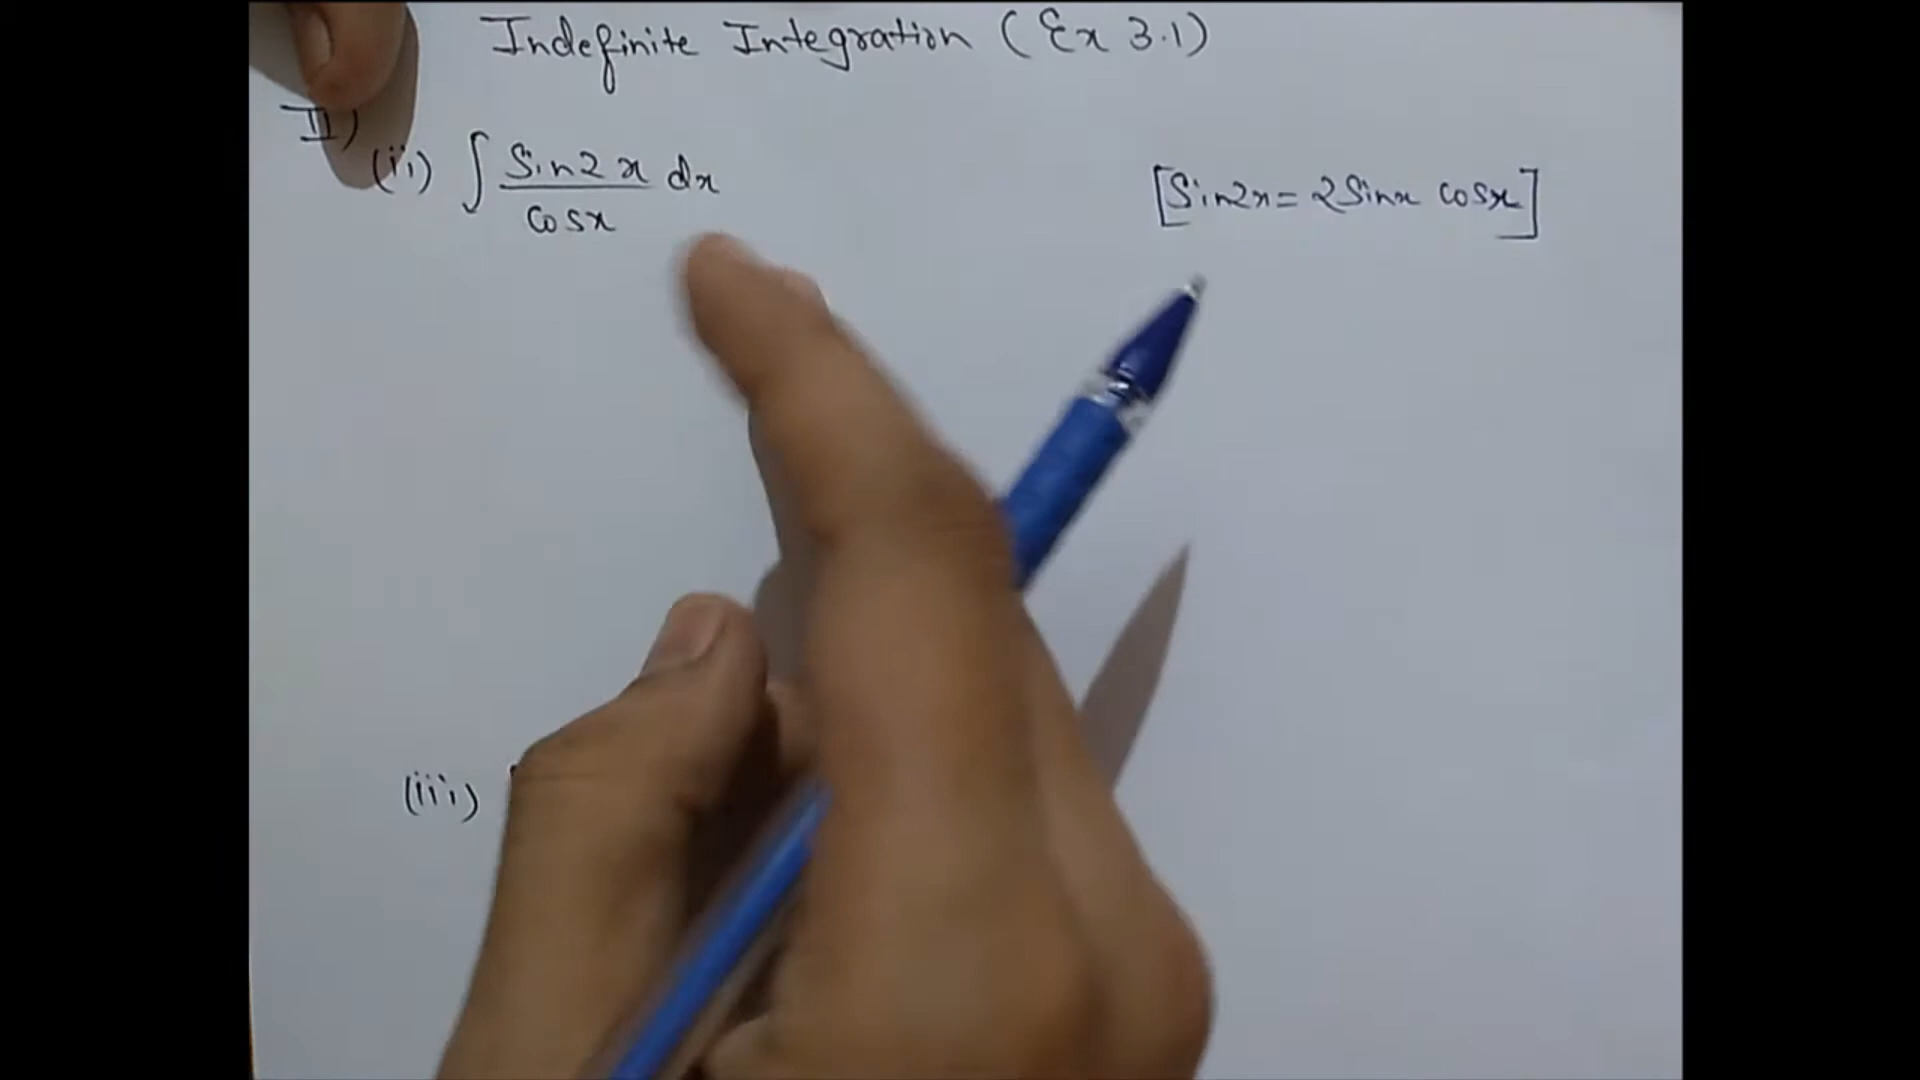 Indefinite Integration (Ex 3.1)
II)
(ii) ∫ Sin2x/cosx dx
[Sin2x = 2Sinx cosx]
(iii)